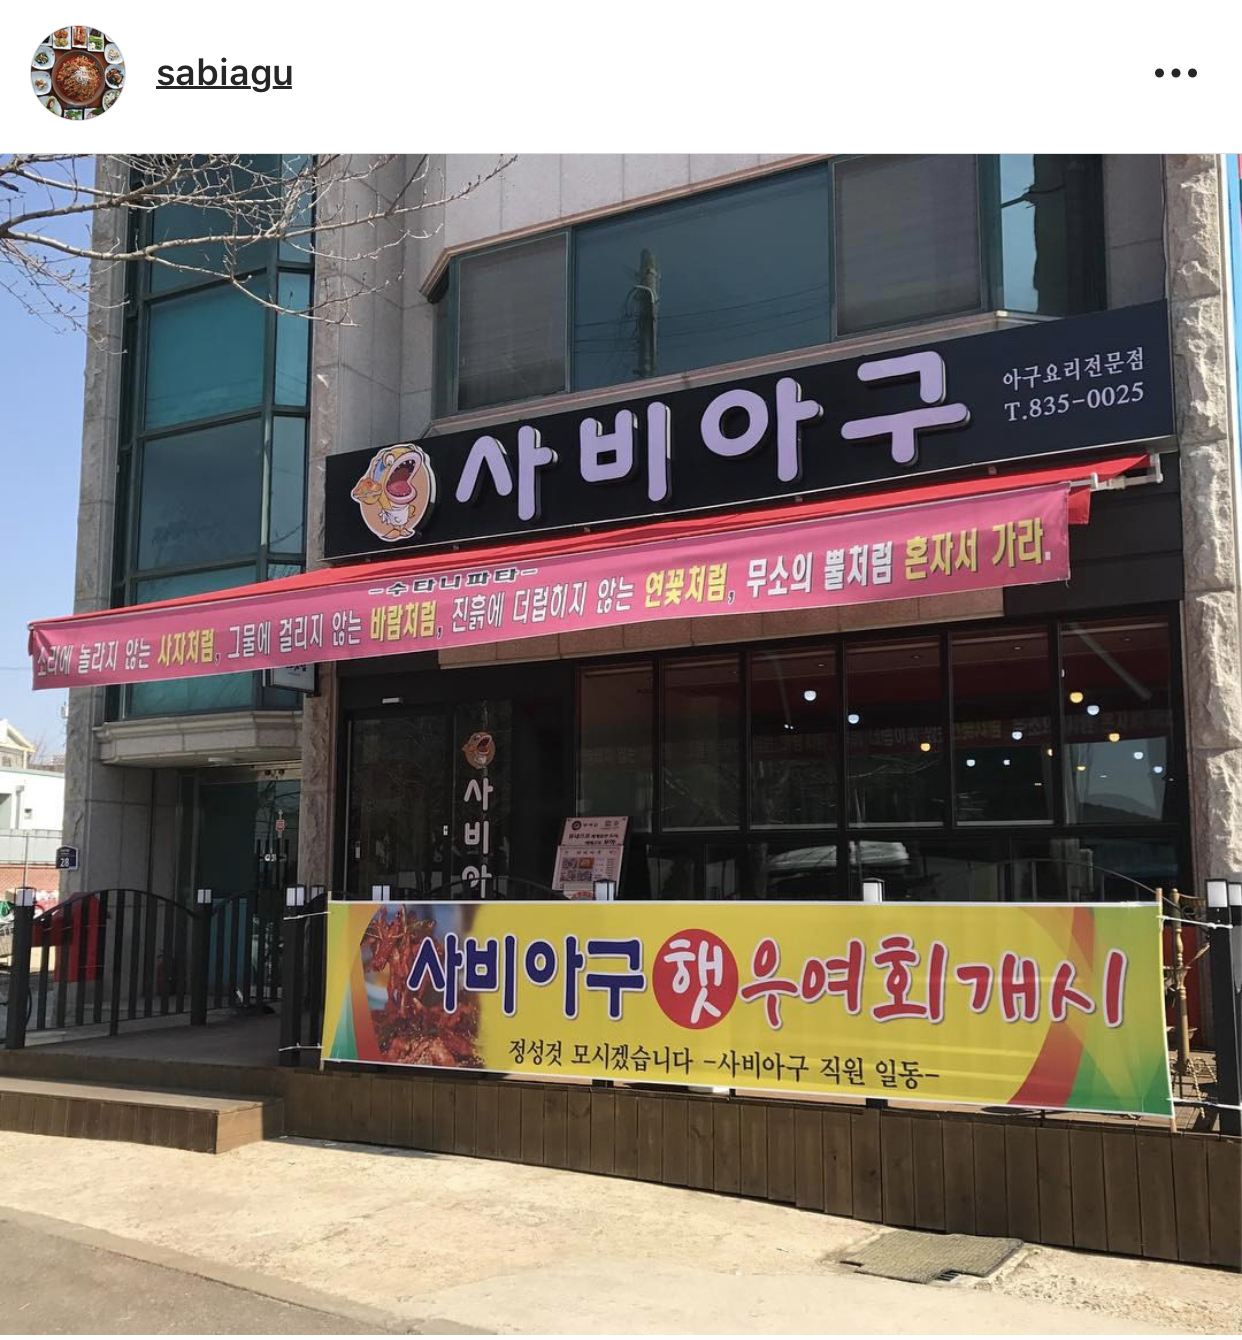 sabiagu
사비아구
아구요리전문점
T.835-0025
-수타니파타-
소리에 놀라지 않는 사자처럼, 그물에 걸리지 않는 바람처럼, 진흙에 더럽히지 않는 연꽃처럼, 무소의 뿔처럼 혼자서 가라.
사비아
28
사비아구 햇 우여회 개시
정성껏 모시겠습니다 -사비아구 직원 일동-